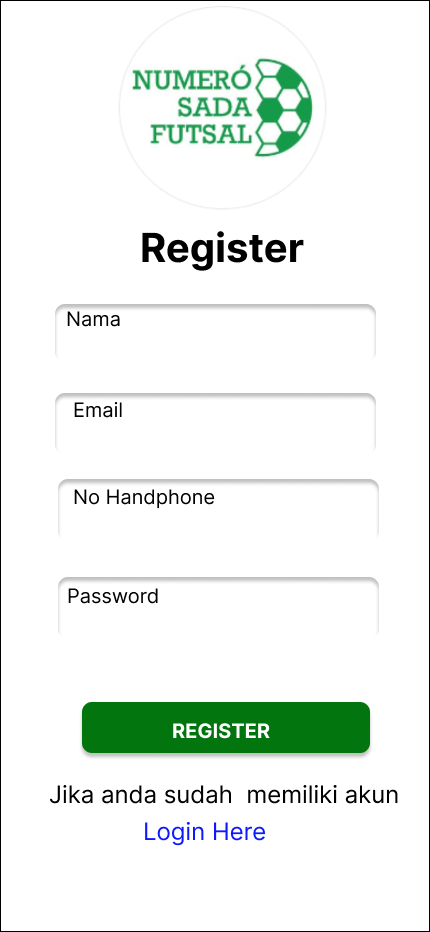 NUMERÓ
SADA
FUTSAL
Register
Nama
Email
No Handphone
Password
REGISTER
Jika anda sudah  memiliki akun
Login Here